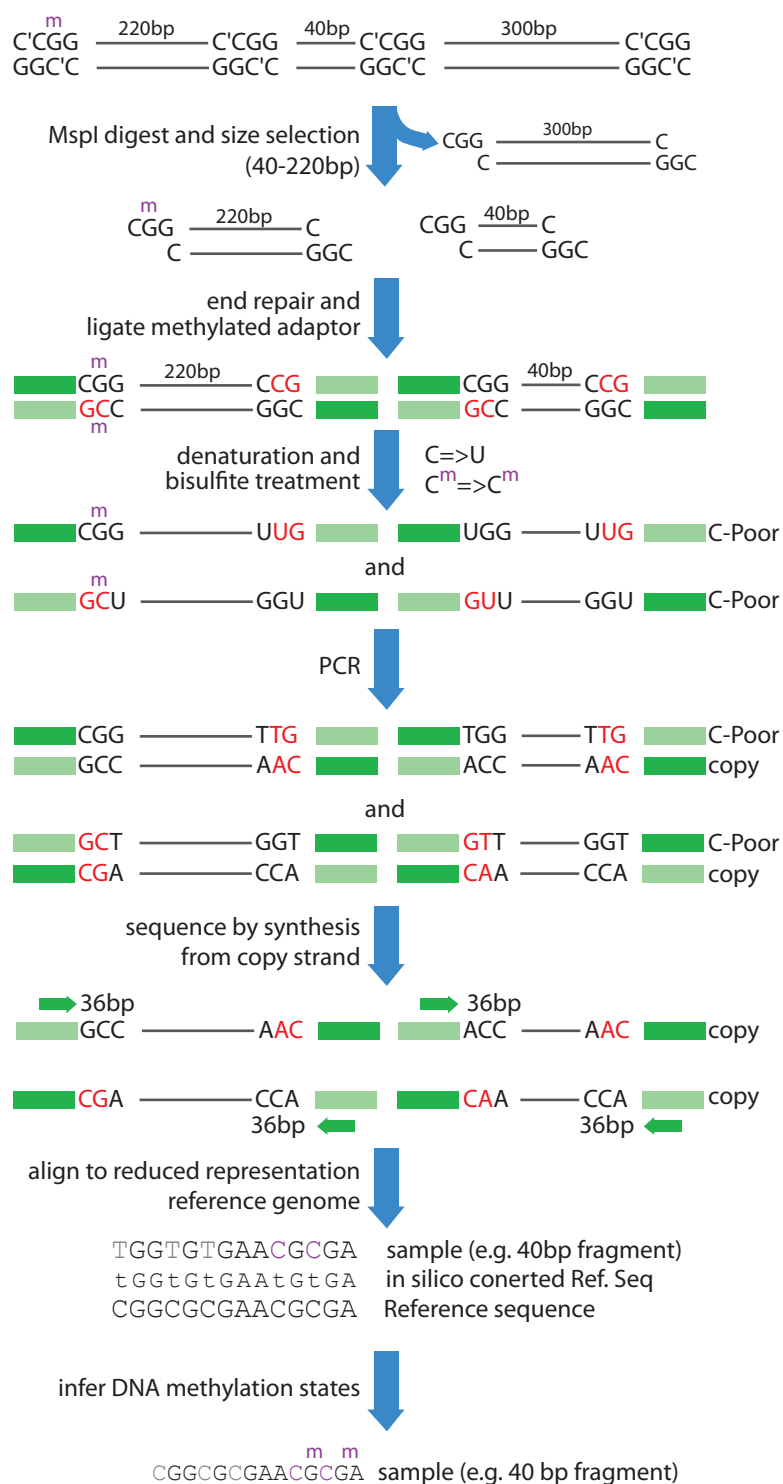 m
C'CGG 220bp C'CGG 40bp C'CGG 300bp C'CGG
GGC'C GGC'C GGC'C GGC'C
MspI digest and size selection
(40-220bp)
CGG 300bp C
C GGC
m
CGG 220bp C CGG 40bp C
C GGC C GGC
end repair and
ligate methylated adaptor
m
CGG 220bp CCG CGG 40bp CCG
GCC GGC GCC GGC
m
denaturation and
bisulfite treatment
C=>U
Cm=>Cm
m
CGG UUG UGG UUG C-Poor
and
m
GCU GGU GUU GGU C-Poor
PCR
CGG TTG TGG TTG C-Poor
GCC AAC ACC AAC copy
and
GCT GGT GTT GGT C-Poor
CGA CCA CAA CCA copy
sequence by synthesis
from copy strand
36bp 36bp
GCC AAC ACC AAC copy
CGA CCA CAA CCA copy
36bp 36bp
align to reduced representation
reference genome
TGGTGTGAACGCGA sample (e.g. 40bp fragment)
tGGtGtGAAtGtGA in silico conerted Ref. Seq
CGGCGCGAACGCGA Reference sequence
infer DNA methylation states
m m
CGGCGCGAACGCGA sample (e.g. 40 bp fragment)